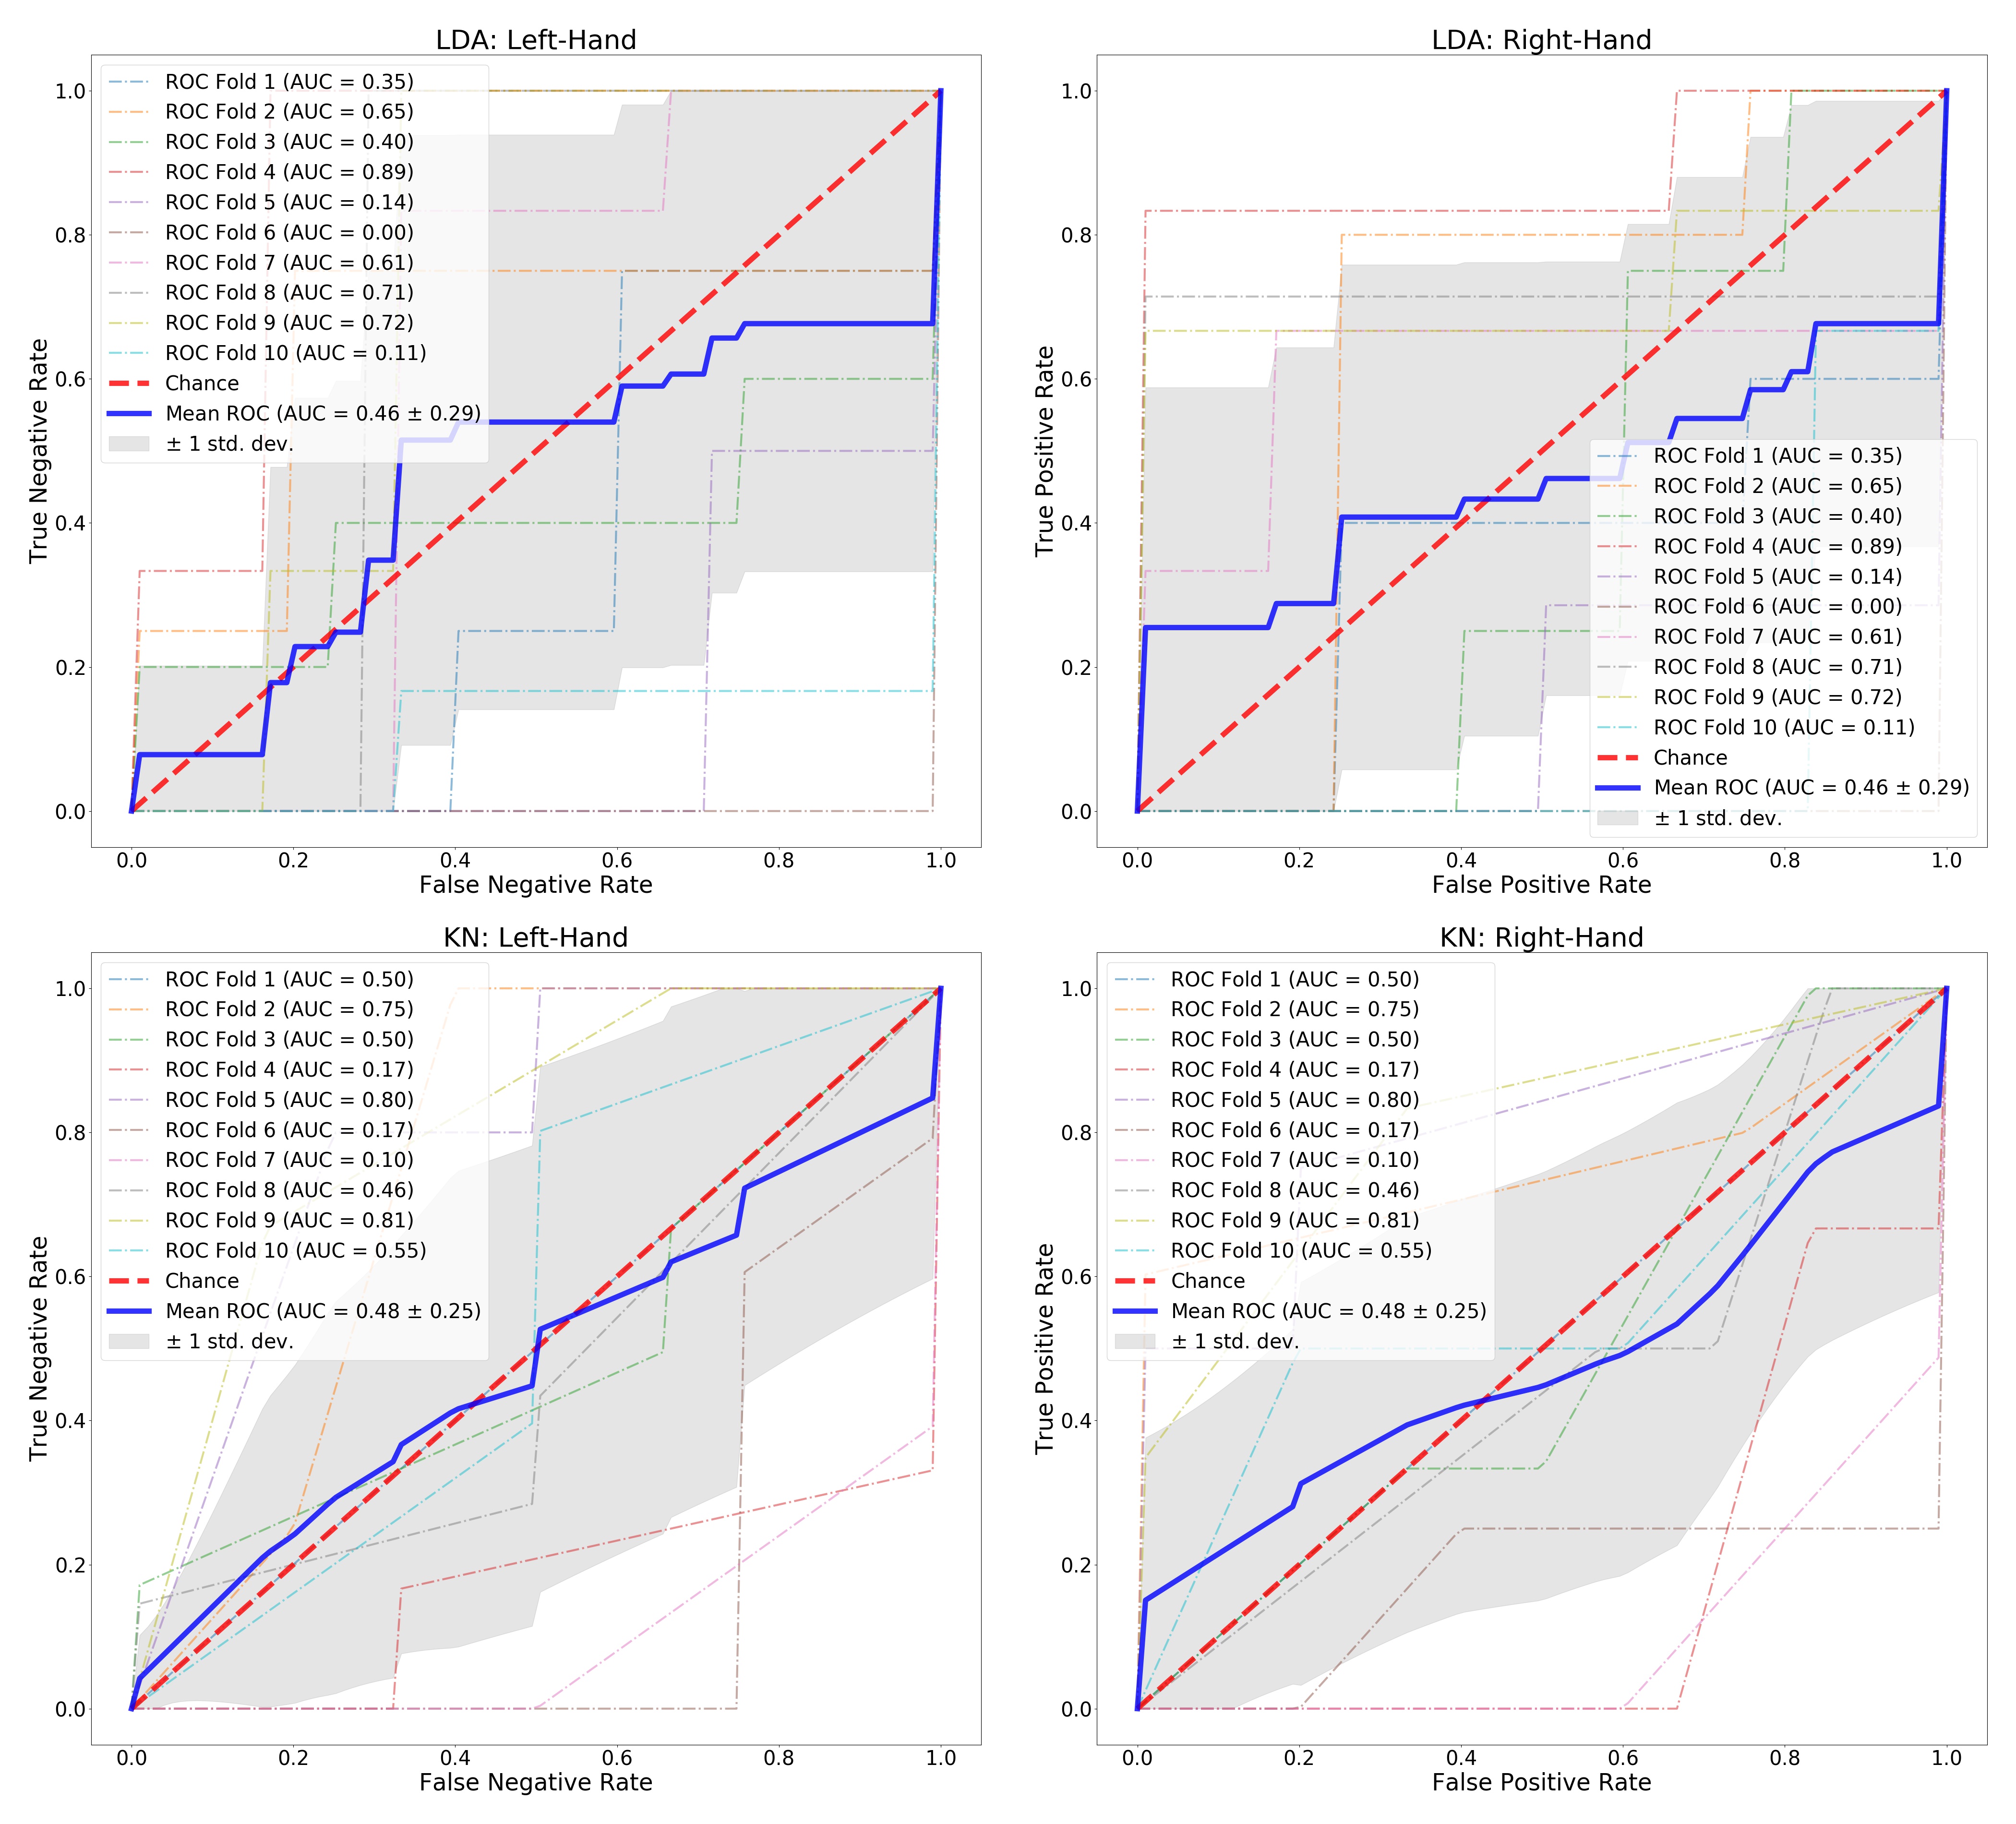 LDA: Left-Hand
True Negative Rate
1.0
0.8
0.6
0.4
0.2
0.0
ROC Fold 1 (AUC = 0.35)
ROC Fold 2 (AUC = 0.65)
ROC Fold 3 (AUC = 0.40)
ROC Fold 4 (AUC = 0.89)
ROC Fold 5 (AUC = 0.14)
ROC Fold 6 (AUC = 0.00)
ROC Fold 7 (AUC = 0.61)
ROC Fold 8 (AUC = 0.71)
ROC Fold 9 (AUC = 0.72)
ROC Fold 10 (AUC = 0.11)
Chance
Mean ROC (AUC = 0.46 ± 0.29)
± 1 std. dev.
0.0 0.2 0.4 0.6 0.8 1.0
False Negative Rate
LDA: Right-Hand
True Positive Rate
1.0
0.8
0.6
0.4
0.2
0.0
ROC Fold 1 (AUC = 0.35)
ROC Fold 2 (AUC = 0.65)
ROC Fold 3 (AUC = 0.40)
ROC Fold 4 (AUC = 0.89)
ROC Fold 5 (AUC = 0.14)
ROC Fold 6 (AUC = 0.00)
ROC Fold 7 (AUC = 0.61)
ROC Fold 8 (AUC = 0.71)
ROC Fold 9 (AUC = 0.72)
ROC Fold 10 (AUC = 0.11)
Chance
Mean ROC (AUC = 0.46 ± 0.29)
± 1 std. dev.
0.0 0.2 0.4 0.6 0.8 1.0
False Positive Rate
KN: Left-Hand
True Negative Rate
1.0
0.8
0.6
0.4
0.2
0.0
ROC Fold 1 (AUC = 0.50)
ROC Fold 2 (AUC = 0.75)
ROC Fold 3 (AUC = 0.50)
ROC Fold 4 (AUC = 0.17)
ROC Fold 5 (AUC = 0.80)
ROC Fold 6 (AUC = 0.17)
ROC Fold 7 (AUC = 0.10)
ROC Fold 8 (AUC = 0.46)
ROC Fold 9 (AUC = 0.81)
ROC Fold 10 (AUC = 0.55)
Chance
Mean ROC (AUC = 0.48 ± 0.25)
± 1 std. dev.
0.0 0.2 0.4 0.6 0.8 1.0
False Negative Rate
KN: Right-Hand
True Positive Rate
1.0
0.8
0.6
0.4
0.2
0.0
ROC Fold 1 (AUC = 0.50)
ROC Fold 2 (AUC = 0.75)
ROC Fold 3 (AUC = 0.50)
ROC Fold 4 (AUC = 0.17)
ROC Fold 5 (AUC = 0.80)
ROC Fold 6 (AUC = 0.17)
ROC Fold 7 (AUC = 0.10)
ROC Fold 8 (AUC = 0.46)
ROC Fold 9 (AUC = 0.81)
ROC Fold 10 (AUC = 0.55)
Chance
Mean ROC (AUC = 0.48 ± 0.25)
± 1 std. dev.
0.0 0.2 0.4 0.6 0.8 1.0
False Positive Rate